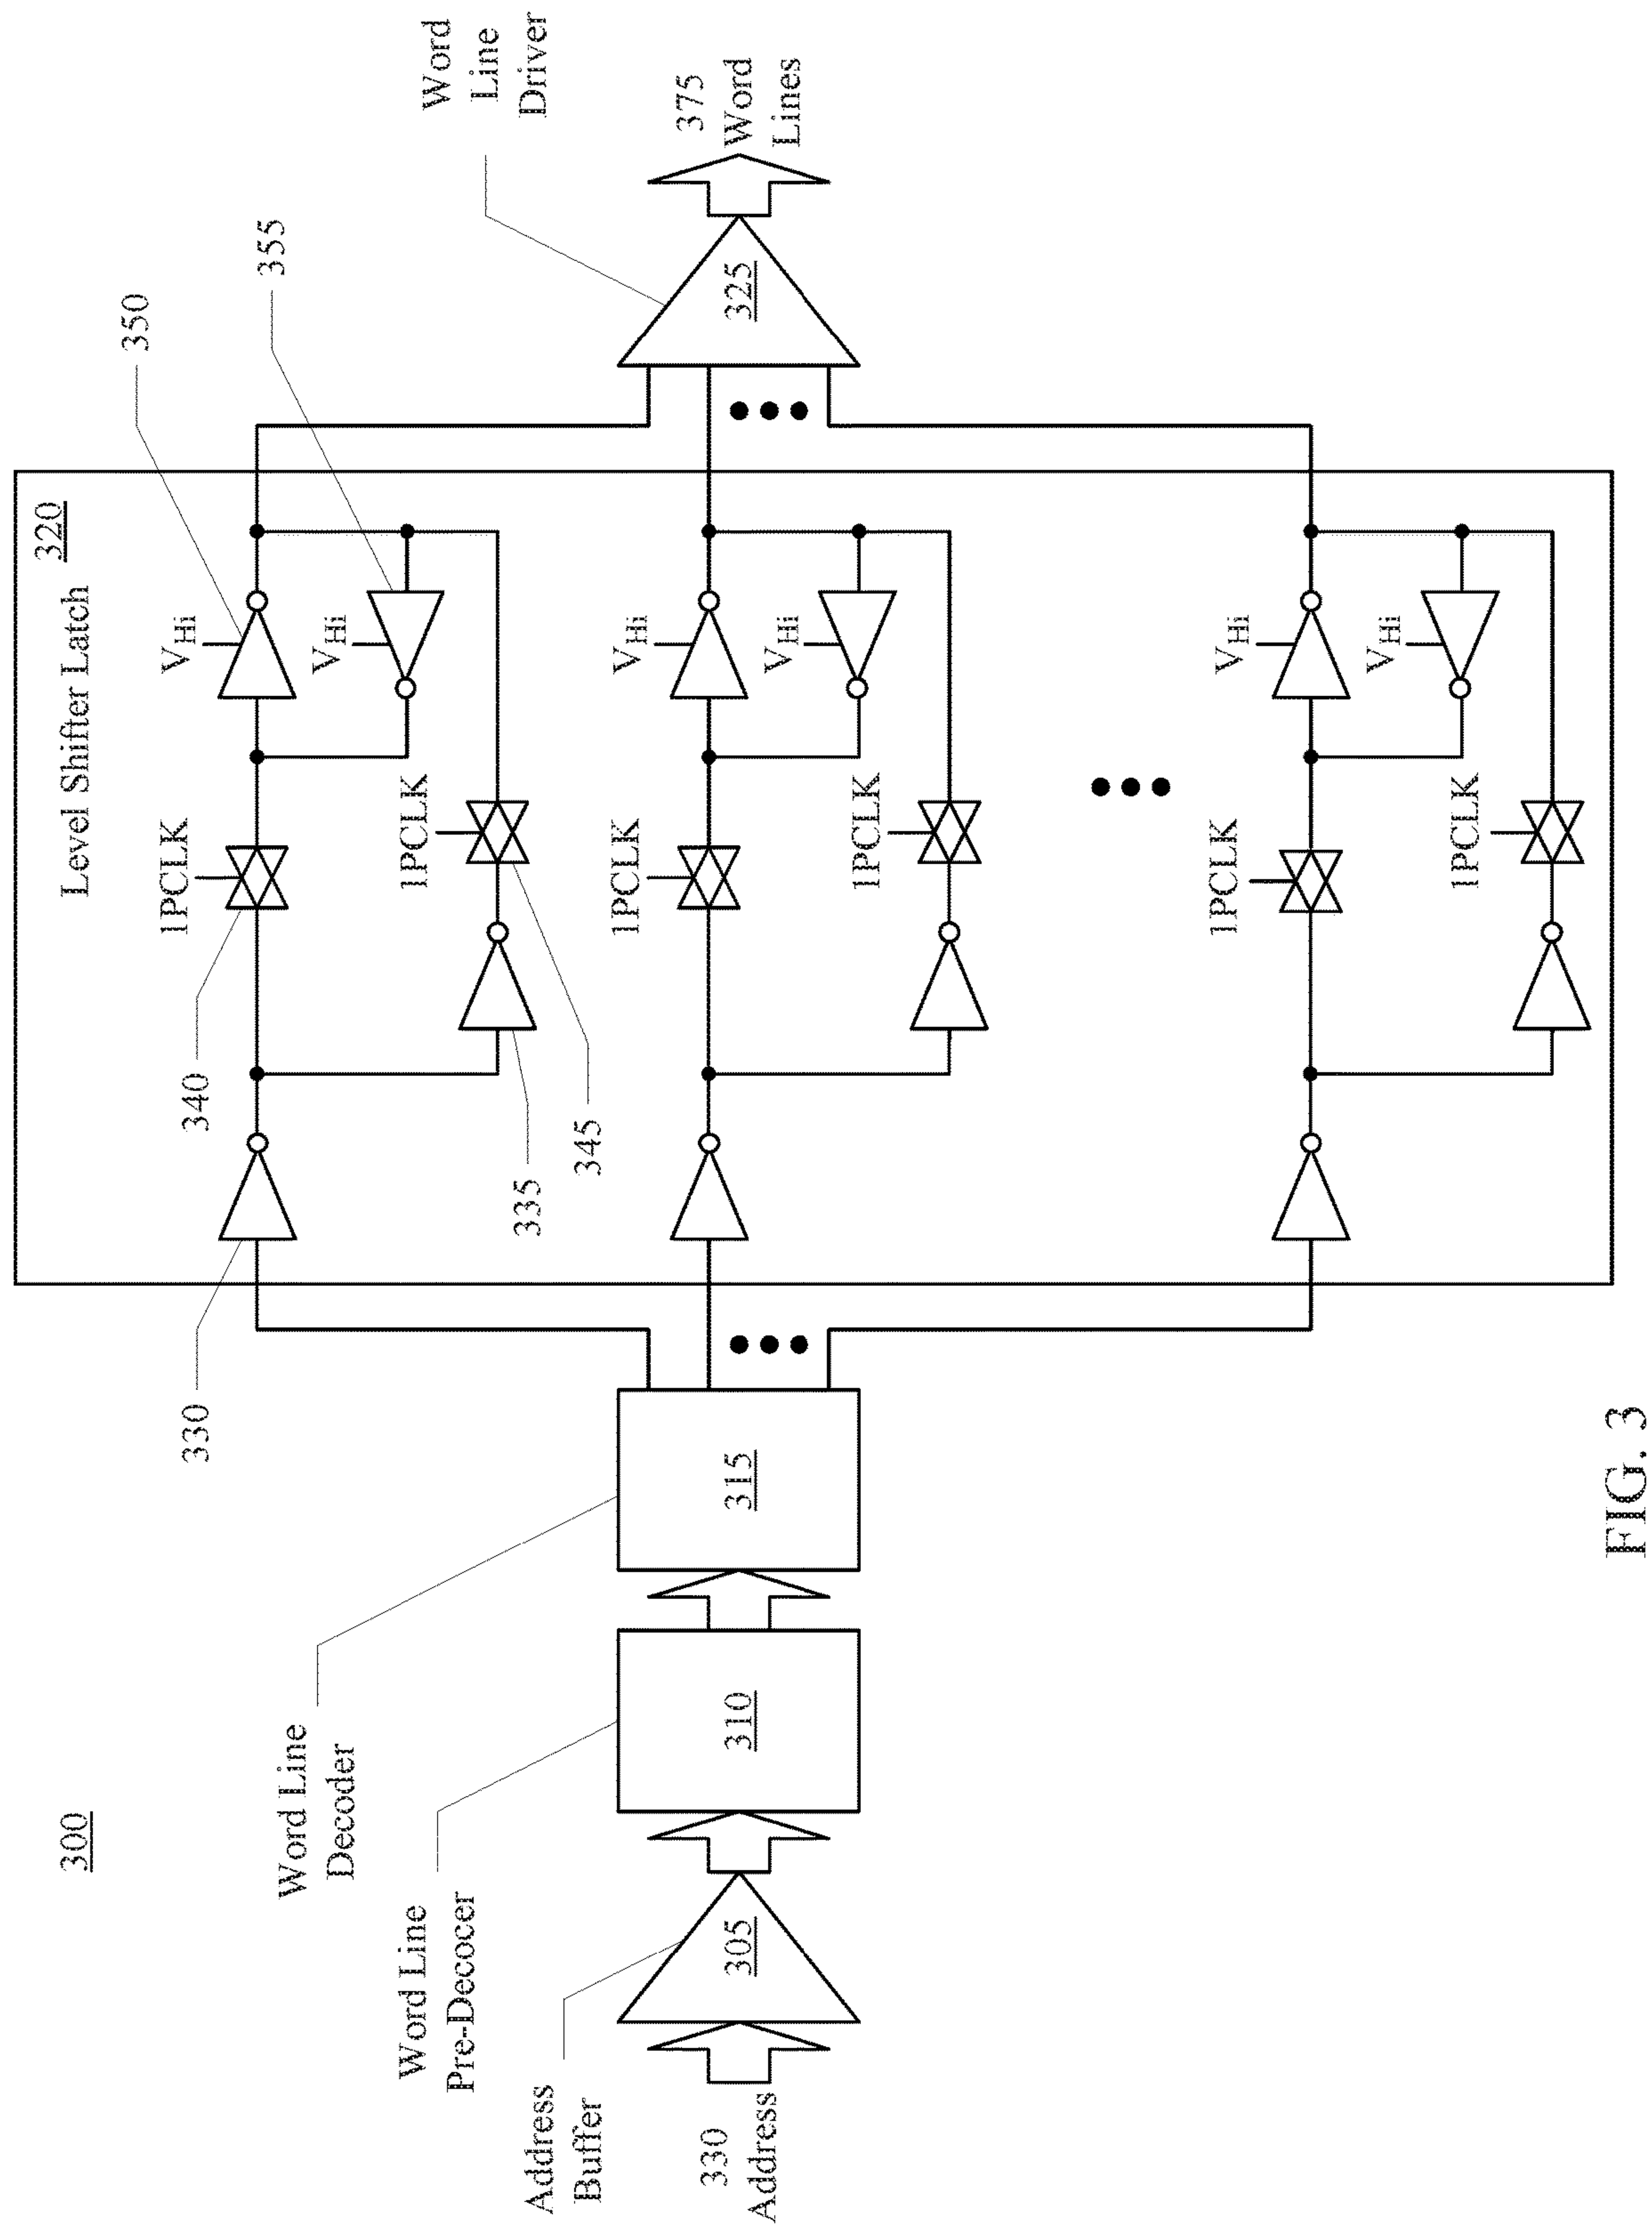 300
320
Level Shifter Latch
330
340
1PCLK
VHi
350
VHi
355
1PCLK
335
345
1PCLK
VHi
VHi
1PCLK
1PCLK
VHi
VHi
1PCLK
Word Line
Decoder
Word Line
Pre-Decocer
Address
Buffer
330
Address
305
310
315
325
Word
Line
Driver
375
Word
Lines
FIG. 3